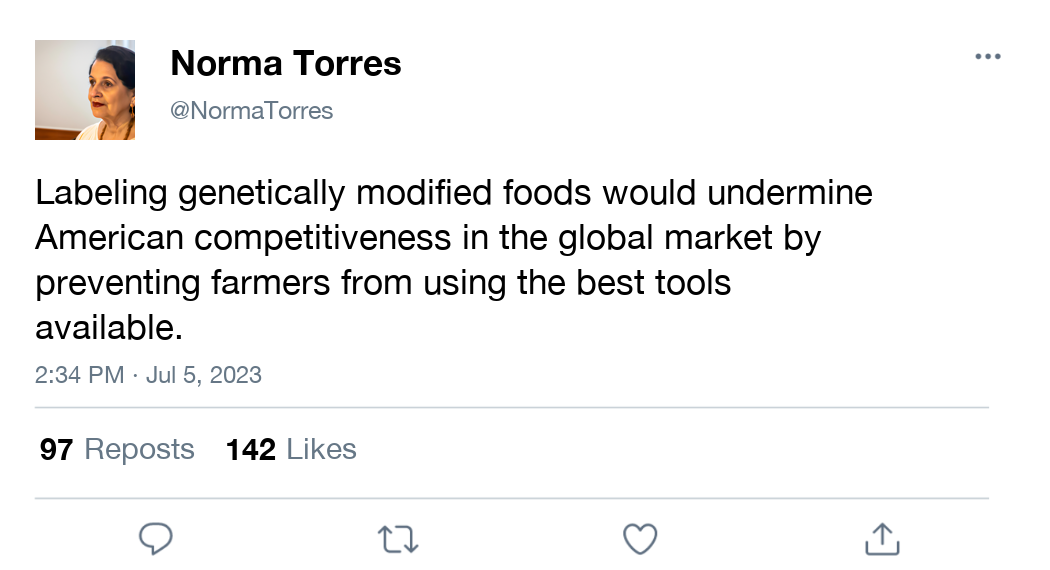 Norma Torres
@NormaTorres
Labeling genetically modified foods would undermine
American competitiveness in the global market by
preventing farmers from using the best tools
available.
2:34 PM · Jul 5, 2023
97 Reposts 142 Likes